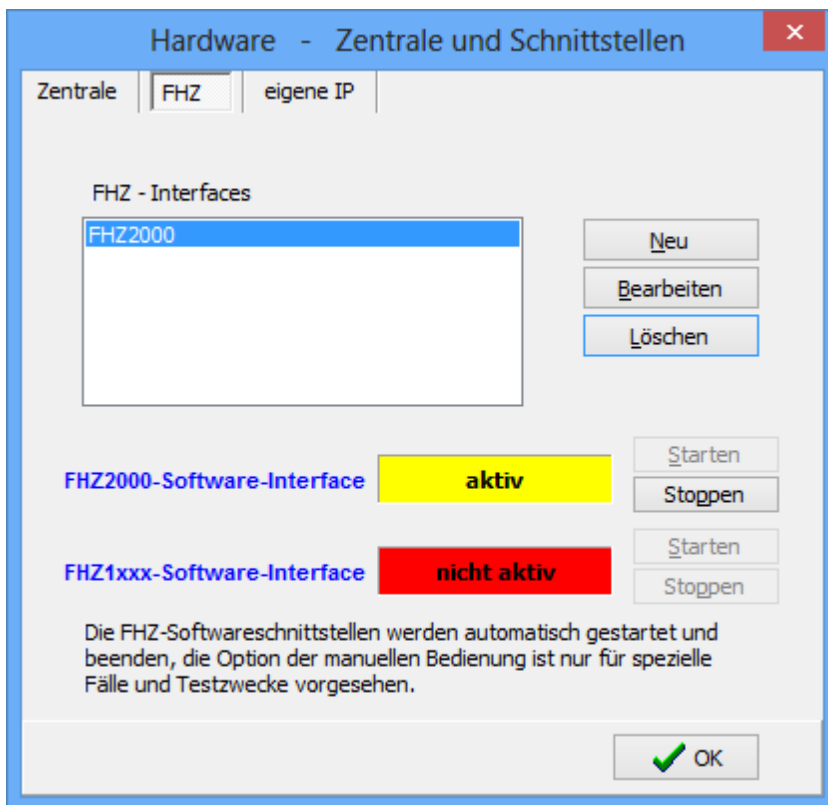 Hardware - Zentrale und Schnittstellen
Zentrale FHZ eigene IP
FHZ - Interfaces
FHZ2000
Neu
Bearbeiten
Löschen
FHZ2000-Software-Interface aktiv Starten
Stoppen
FHZ1xxx-Software-Interface nicht aktiv Starten
Stoppen
Die FHZ-Softwareschnittstellen werden automatisch gestartet und
beenden, die Option der manuellen Bedienung ist nur für spezielle
Fälle und Testzwecke vorgesehen.
OK